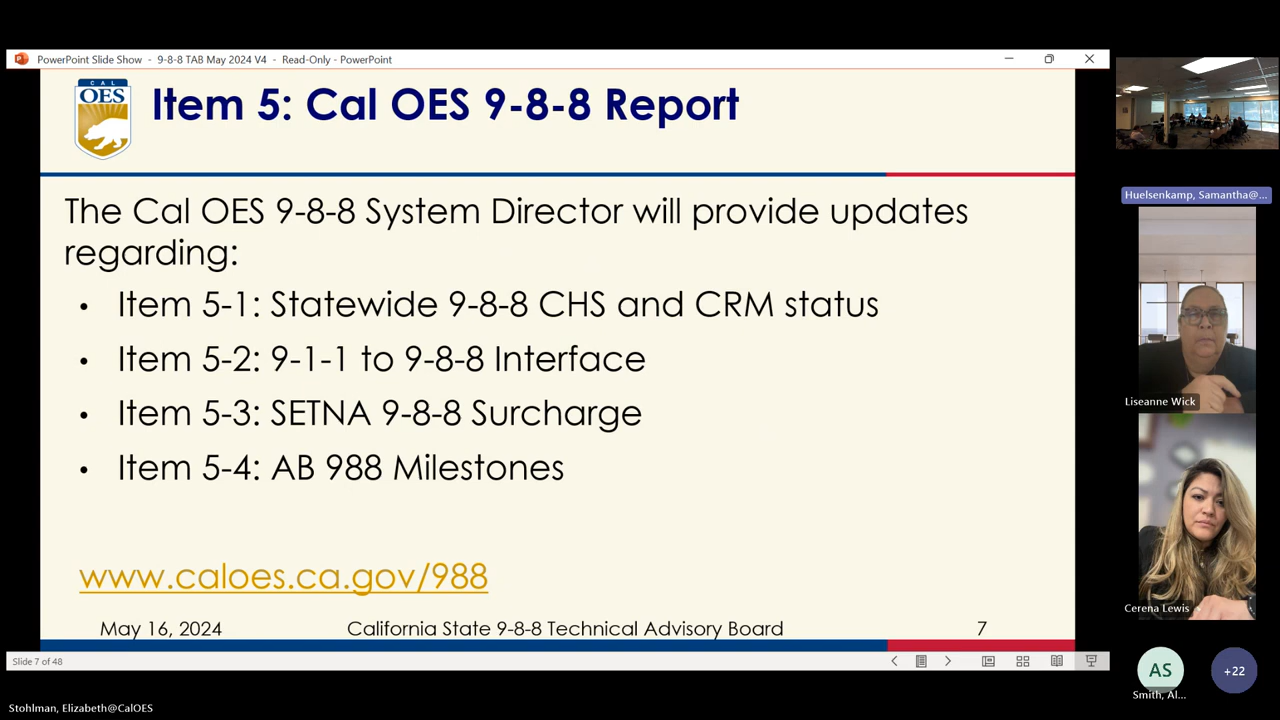 PowerPoint Slide Show - 9-8-8 TAB May 2024 V4 - Read-Only - PowerPoint
CAL
OES
Item 5: Cal OES 9-8-8 Report
The Cal OES 9-8-8 System Director will provide updates
regarding:
• Item 5-1: Statewide 9-8-8 CHS and CRM status
• Item 5-2: 9-1-1 to 9-8-8 Interface
• Item 5-3: SETNA 9-8-8 Surcharge
• Item 5-4: AB 988 Milestones
www.caloes.ca.gov/988
May 16, 2024 California State 9-8-8 Technical Advisory Board 7
Slide 7 of 48
Stohlman, Elizabeth@CalOES
Huelsenkamp, Samantha@...
Liseanne Wick
Cerena Lewis
AS
Smith, Al...
+22